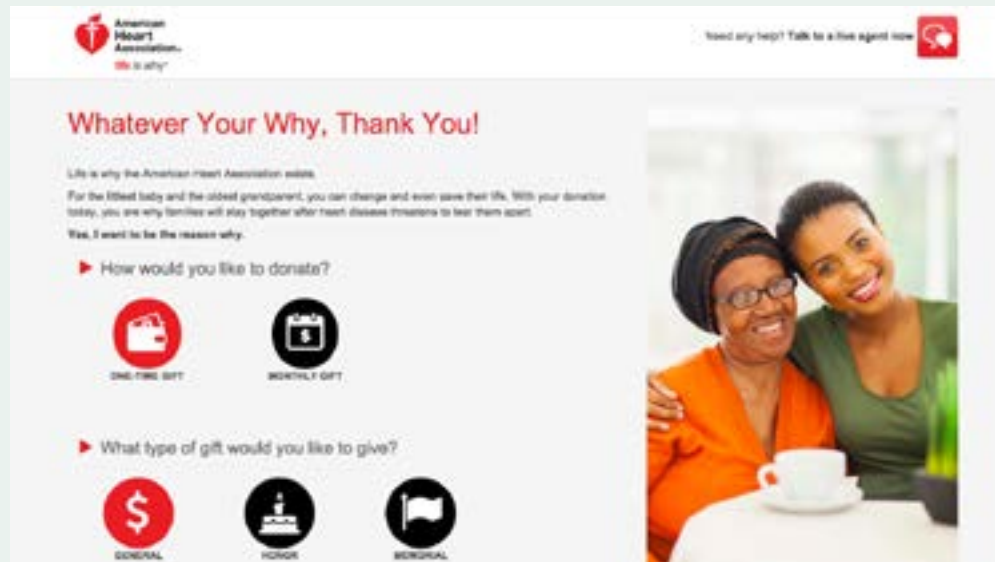 American
Heart
Association™
life is why™
Need any help? Talk to a live agent now
Whatever Your Why, Thank You!
Life is why the American Heart Association exists.
For the littlest baby and the oldest grandparent, you can change and even save their life. With your donation
today, you are why families will stay together after heart disease threatens to tear them apart.
Yes, I want to be the reason why.
How would you like to donate?
$
ONE-TIME GIFT
MONTHLY GIFT
What type of gift would you like to give?
$
GENERAL
HONOR
MEMORIAL